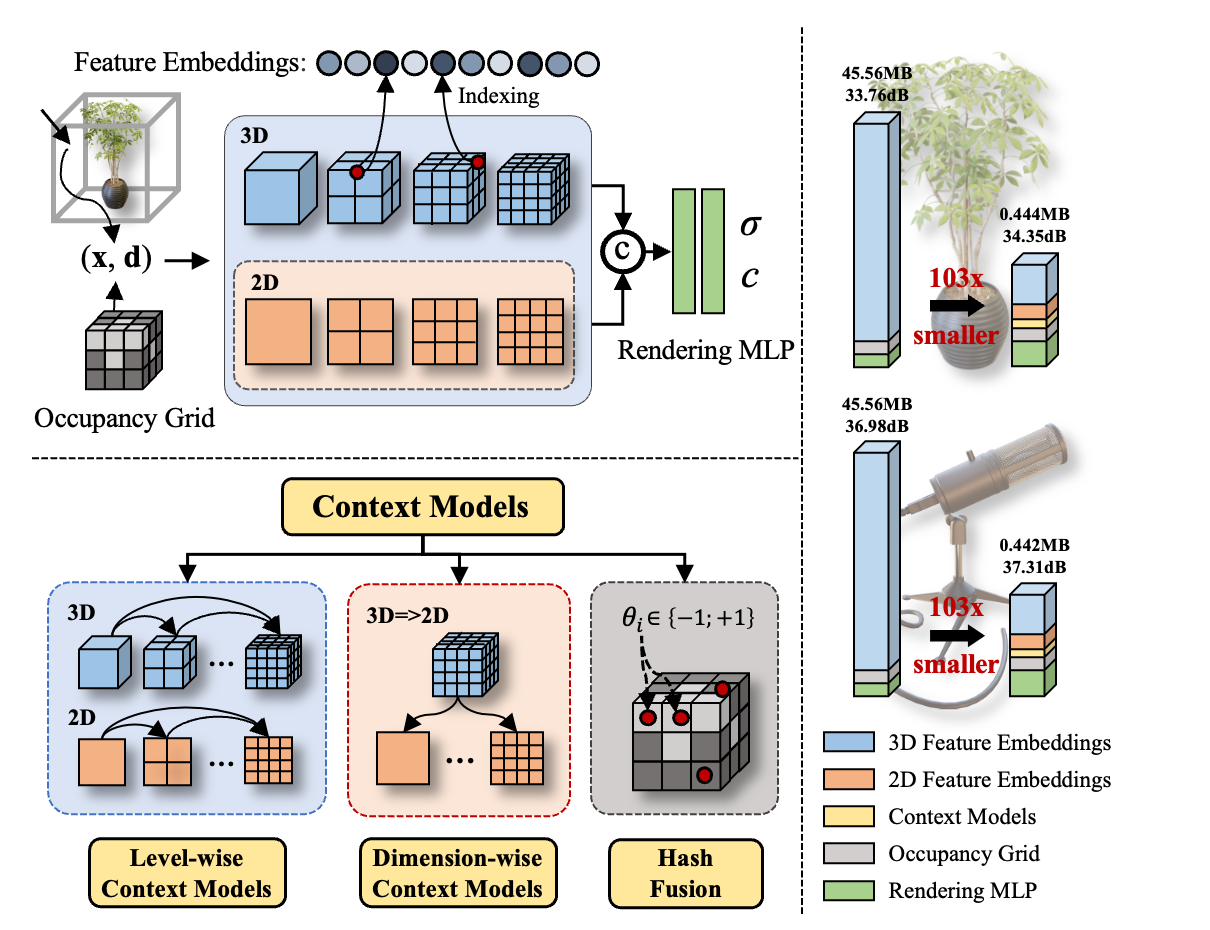 Feature Embeddings:
Indexing
3D
(x, d)
2D
C
σ
c
Rendering MLP
Occupancy Grid
Context Models
3D
2D
3D=>2D
θi ∈ {−1; +1}
Level-wise
Context Models
Dimension-wise
Context Models
Hash
Fusion
45.56MB
33.76dB
0.444MB
34.35dB
103x
smaller
45.56MB
36.98dB
0.442MB
37.31dB
103x
smaller
3D Feature Embeddings
2D Feature Embeddings
Context Models
Occupancy Grid
Rendering MLP